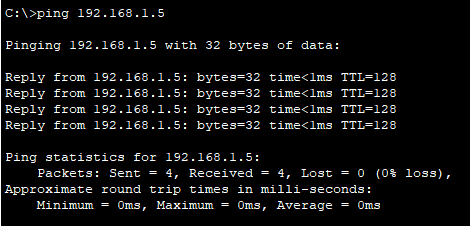 C:\>ping 192.168.1.5
Pinging 192.168.1.5 with 32 bytes of data:
Reply from 192.168.1.5: bytes=32 time<1ms TTL=128
Reply from 192.168.1.5: bytes=32 time<1ms TTL=128
Reply from 192.168.1.5: bytes=32 time<1ms TTL=128
Reply from 192.168.1.5: bytes=32 time<1ms TTL=128
Ping statistics for 192.168.1.5:
    Packets: Sent = 4, Received = 4, Lost = 0 (0% loss),
Approximate round trip times in milli-seconds:
    Minimum = 0ms, Maximum = 0ms, Average = 0ms